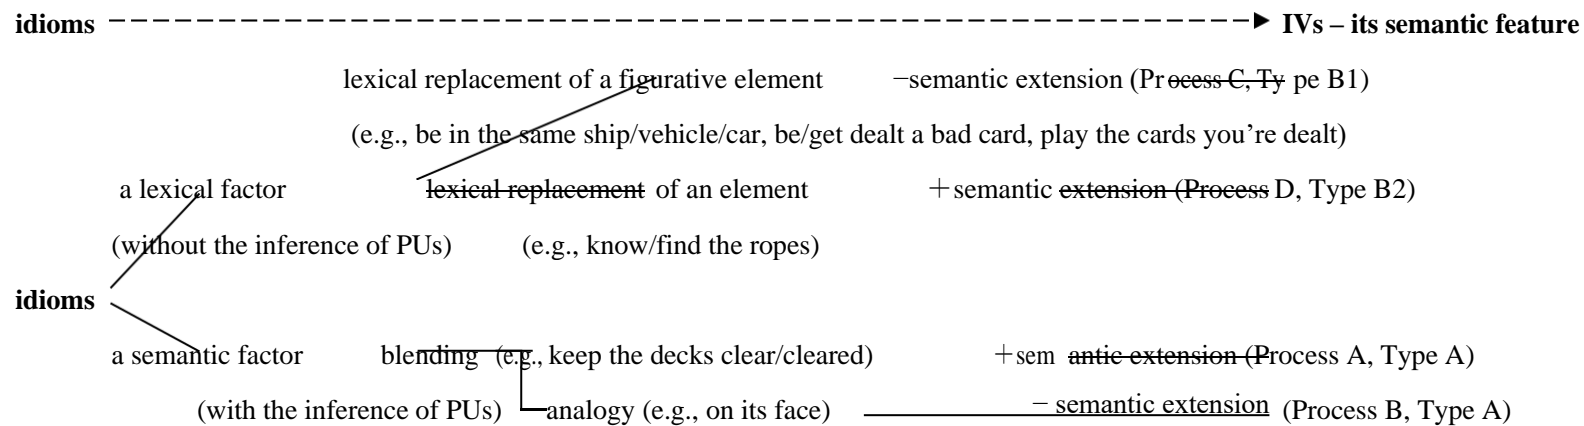 idioms IVs – its semantic feature
lexical replacement of a figurative element −semantic extension (Process C, Type B1)
(e.g., be in the same ship/vehicle/car, be/get dealt a bad card, play the cards you’re dealt)
a lexical factor lexical replacement of an element +semantic extension (Process D, Type B2)
(without the inference of PUs) (e.g., know/find the ropes)
idioms
a semantic factor blending (e.g., keep the decks clear/cleared) +semantic extension (Process A, Type A)
(with the inference of PUs) analogy (e.g., on its face) − semantic extension (Process B, Type A)